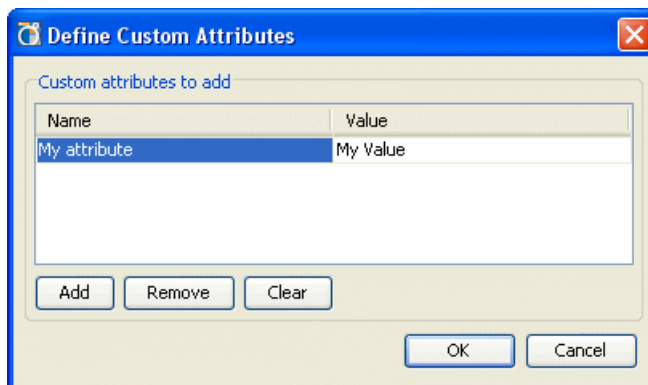 Define Custom Attributes
Custom attributes to add
Name Value
My attribute My Value
Add Remove Clear
OK Cancel